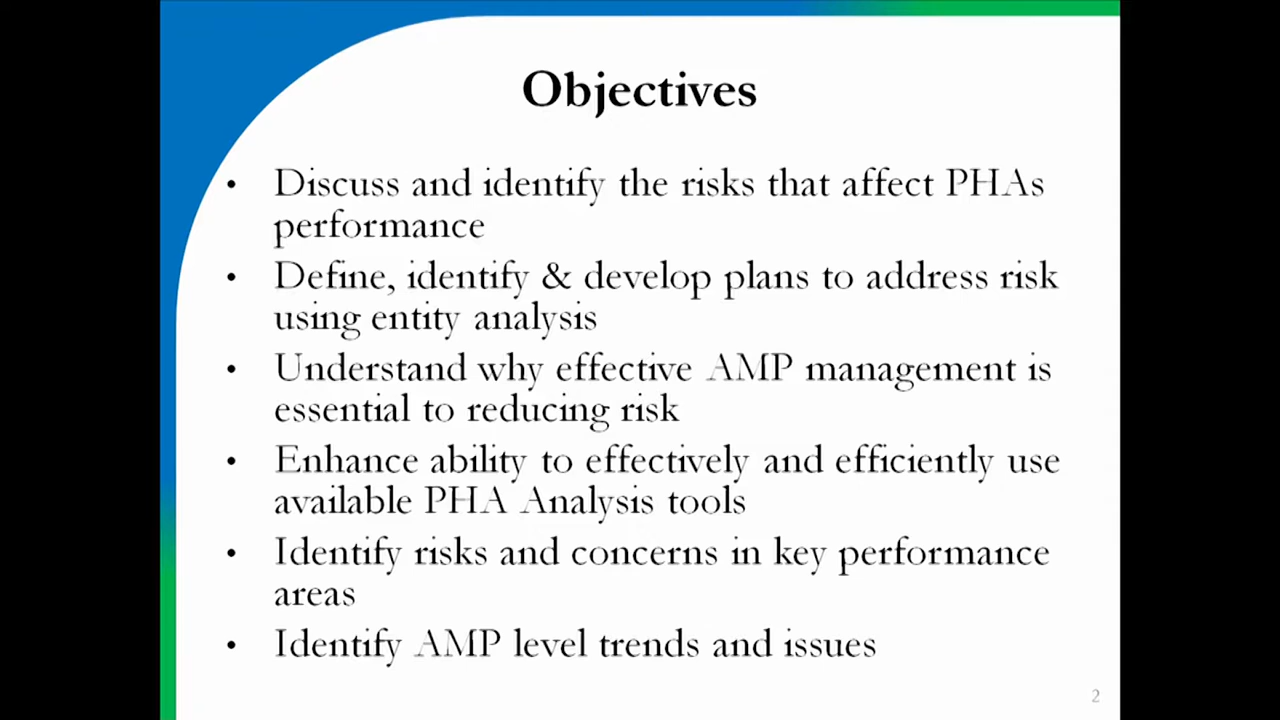 Objectives
• Discuss and identify the risks that affect PHAs
performance
• Define, identify & develop plans to address risk
using entity analysis
• Understand why effective AMP management is
essential to reducing risk
• Enhance ability to effectively and efficiently use
available PHA Analysis tools
• Identify risks and concerns in key performance
areas
• Identify AMP level trends and issues
2